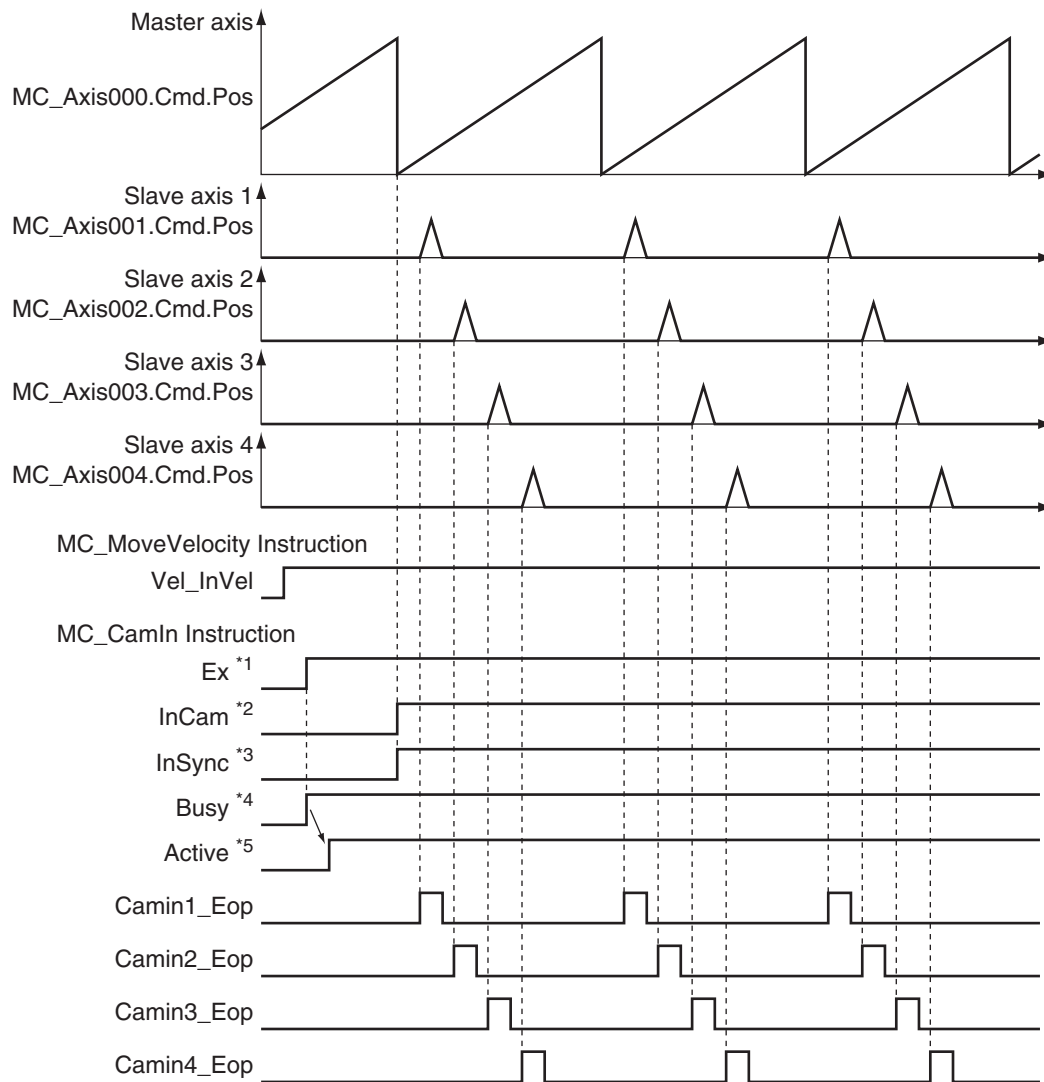 Master axis
MC_Axis000.Cmd.Pos
Slave axis 1
MC_Axis001.Cmd.Pos
Slave axis 2
MC_Axis002.Cmd.Pos
Slave axis 3
MC_Axis003.Cmd.Pos
Slave axis 4
MC_Axis004.Cmd.Pos
MC_MoveVelocity Instruction
Vel_InVel
MC_CamIn Instruction
Ex *1
InCam *2
InSync *3
Busy *4
Active *5
Camin1_Eop
Camin2_Eop
Camin3_Eop
Camin4_Eop